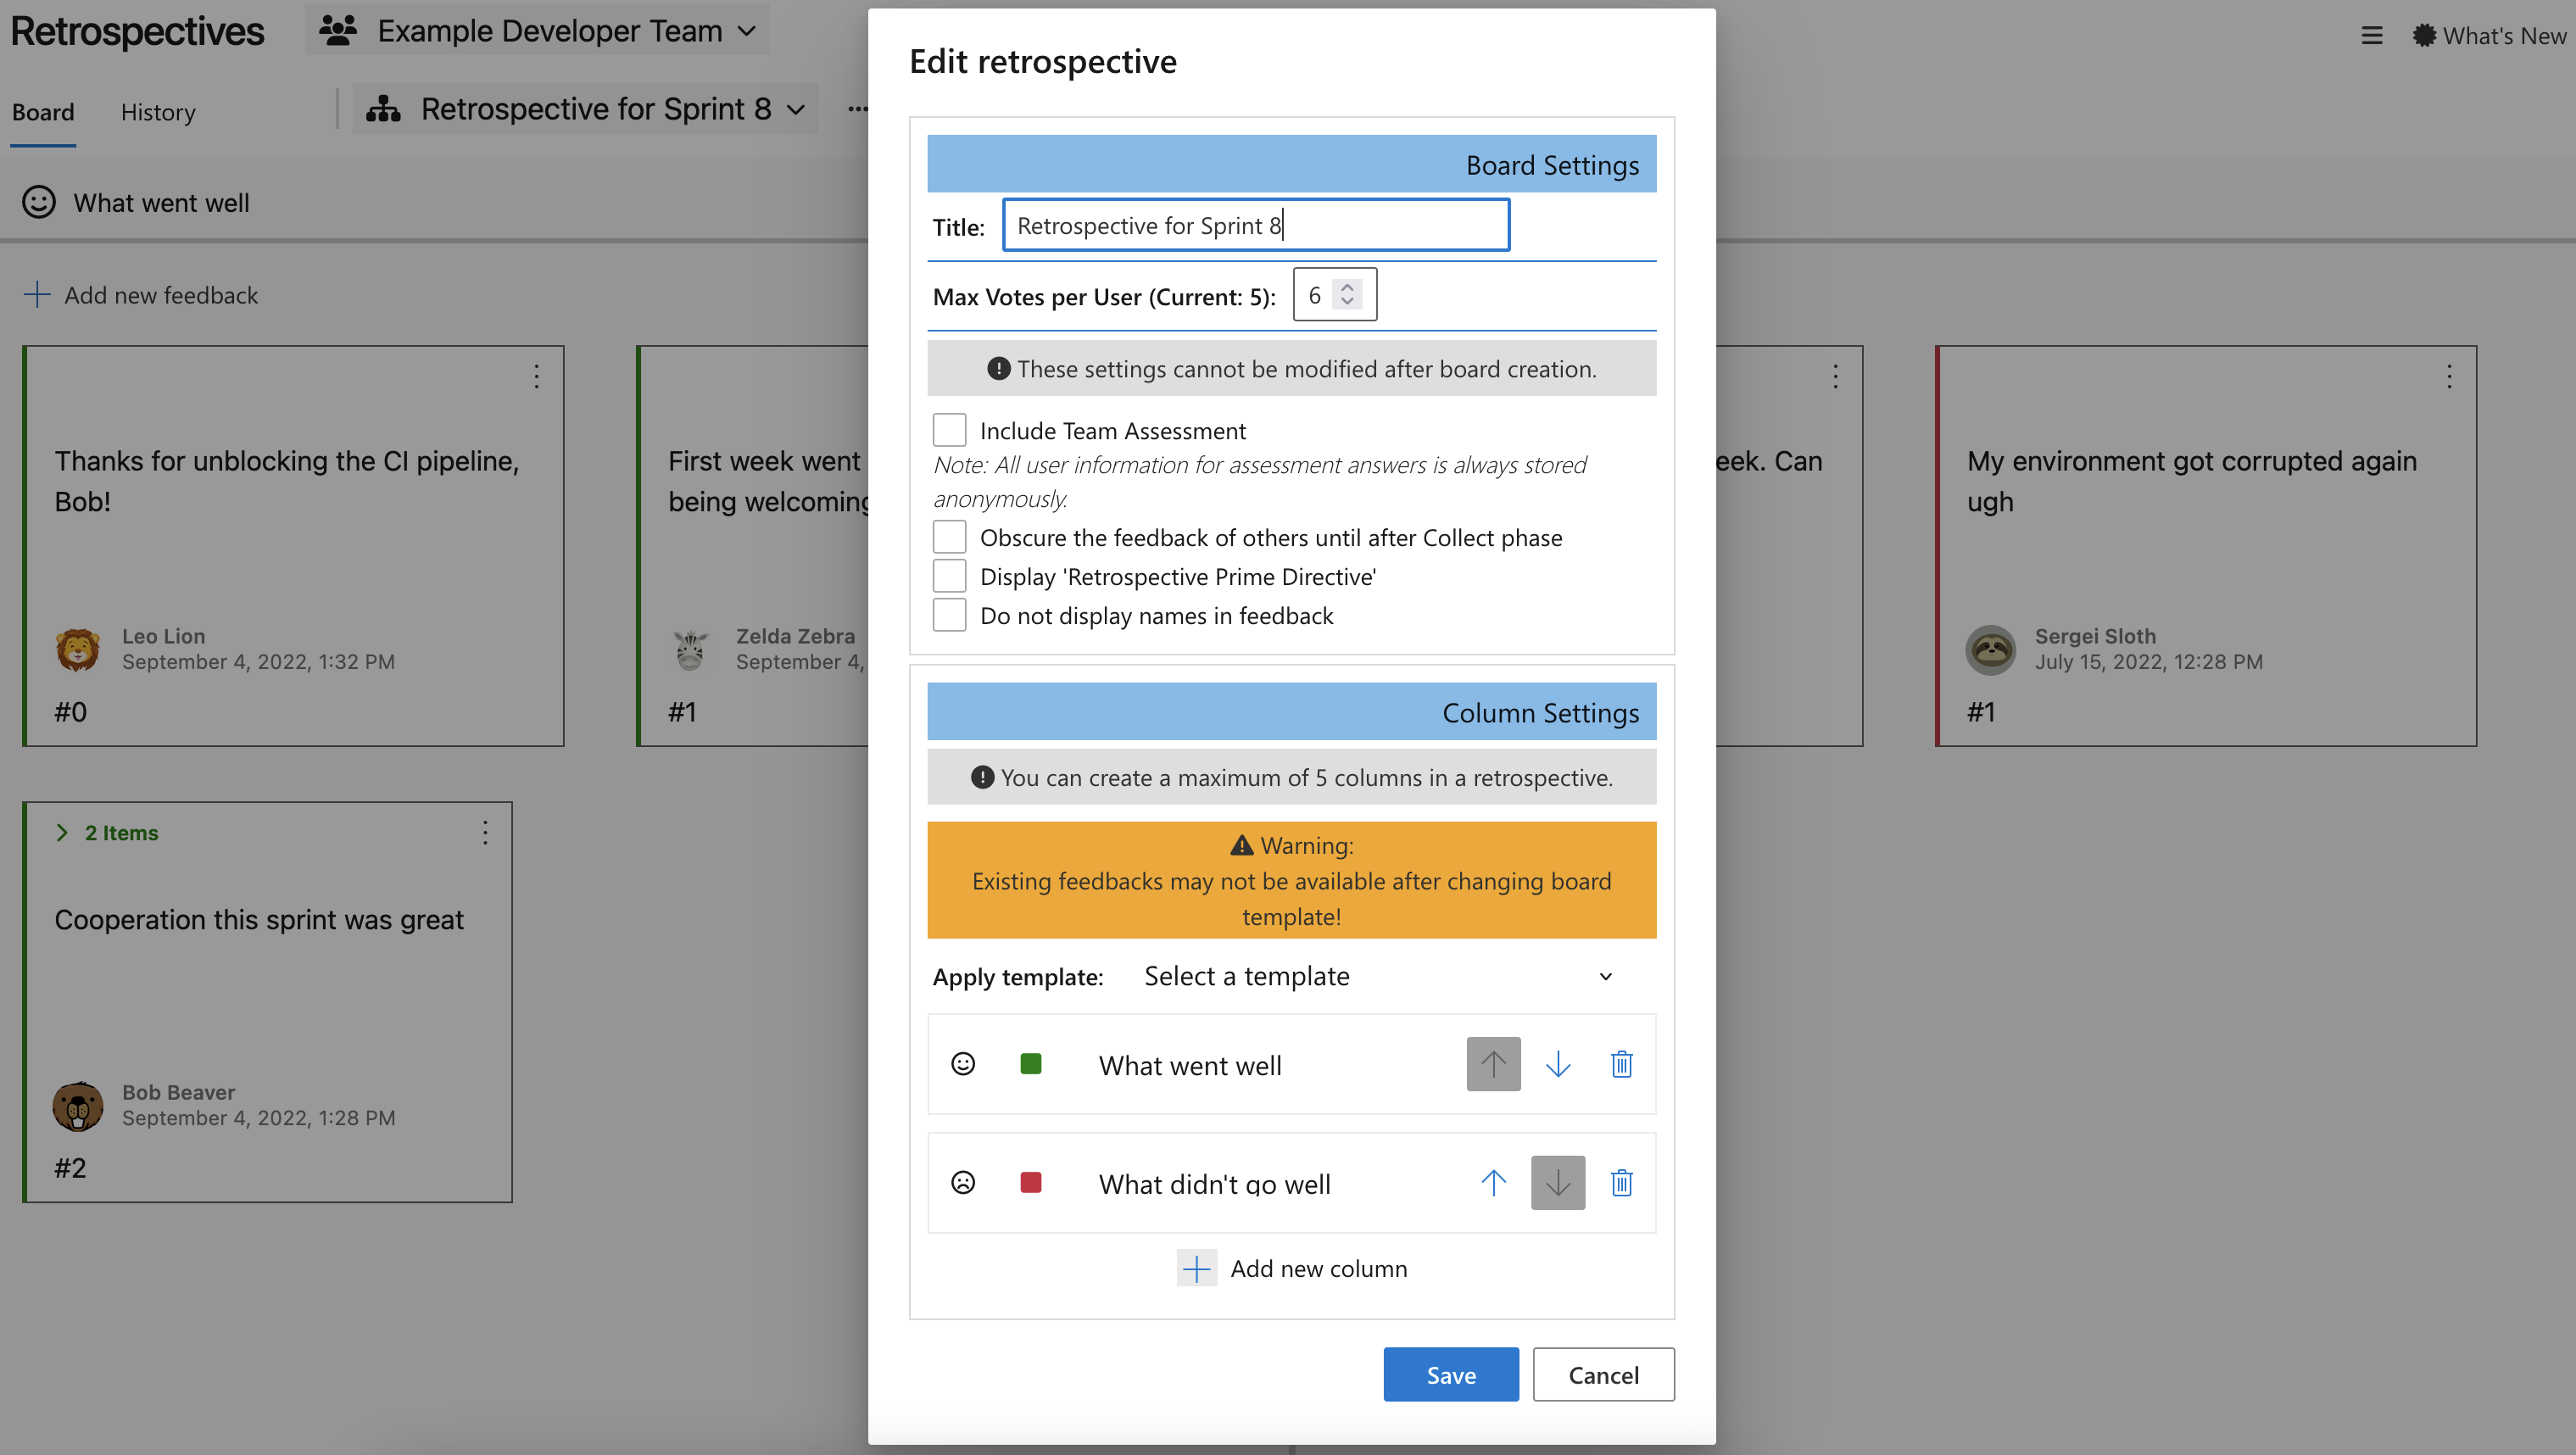 Retrospectives
Example Developer Team
What's New
Board
History
Retrospective for Sprint 8
What went well
Add new feedback
Thanks for unblocking the CI pipeline,
Bob!
Leo Lion
September 4, 2022, 1:32 PM
#0
First week went
being welcoming
Zelda Zebra
September 4,
#1
2 Items
Cooperation this sprint was great
Bob Beaver
September 4, 2022, 1:28 PM
#2
Edit retrospective
Board Settings
Title: Retrospective for Sprint 8
Max Votes per User (Current: 5): 6
These settings cannot be modified after board creation.
Include Team Assessment
Note: All user information for assessment answers is always stored
anonymously.
Obscure the feedback of others until after Collect phase
Display 'Retrospective Prime Directive'
Do not display names in feedback
Column Settings
You can create a maximum of 5 columns in a retrospective.
Warning:
Existing feedbacks may not be available after changing board
template!
Apply template: Select a template
What went well
What didn't go well
Add new column
Save
Cancel
eek. Can
My environment got corrupted again
ugh
Sergei Sloth
July 15, 2022, 12:28 PM
#1